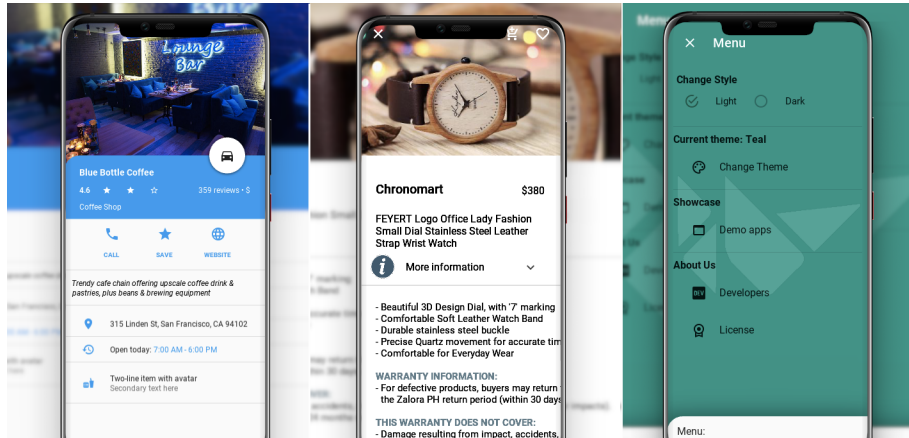 Lounge
Bar
Blue Bottle Coffee
4.6
359 reviews • $
Coffee Shop
CALL
SAVE
WEBSITE
Trendy cafe chain offering upscale coffee drink &
pastries, plus beans & brewing equipment
315 Linden St, San Francisco, CA 94102
Open today: 7:00 AM - 6:00 PM
Two-line item with avatar
Secondary text here
Chronomart
$380
FEYERT Logo Office Lady Fashion
Small Dial Stainless Steel Leather
Strap Wrist Watch
i More information
- Beautiful 3D Design Dial, with '7' marking
- Comfortable Soft Leather Watch Band
- Durable stainless steel buckle
- Precise Quartz movement for accurate tim
- Comfortable for Everyday Wear
WARRANTY INFORMATION:
- For defective products, buyers may return
the Zalora PH return period (within 30 days
THIS WARRANTY DOES NOT COVER:
- Damage resulting from impact, accidents,
Menu
Change Style
Light
Dark
Current theme: Teal
Change Theme
Showcase
Demo apps
About Us
DEV Developers
License
Menu: